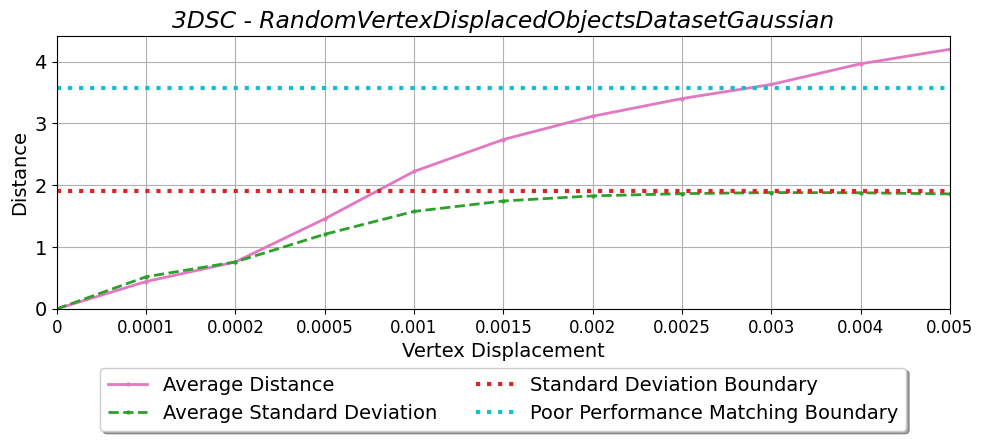 3DSC - RandomVertexDisplacedObjectsDatasetGaussian
Distance
4
3
2
1
0
0 0.0001 0.0002 0.0005 0.001 0.0015 0.002 0.0025 0.003 0.004 0.005
Vertex Displacement
Average Distance
Average Standard Deviation
Standard Deviation Boundary
Poor Performance Matching Boundary